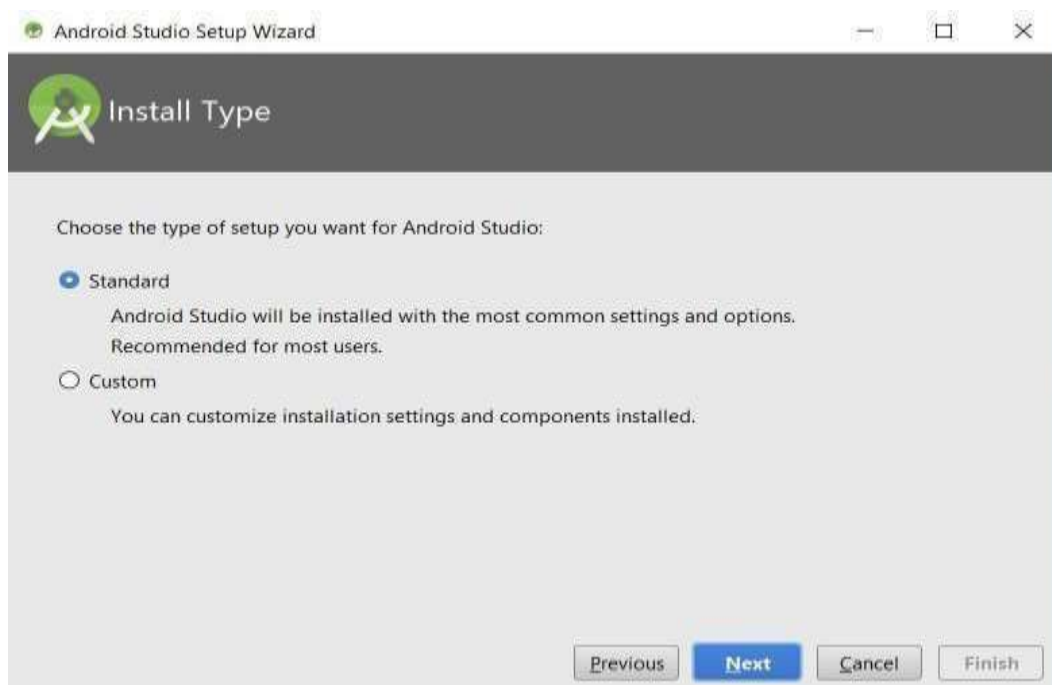 Android Studio Setup Wizard
Install Type
Choose the type of setup you want for Android Studio:
Standard
Android Studio will be installed with the most common settings and options.
Recommended for most users.
Custom
You can customize installation settings and components installed.
Previous Next Cancel Finish